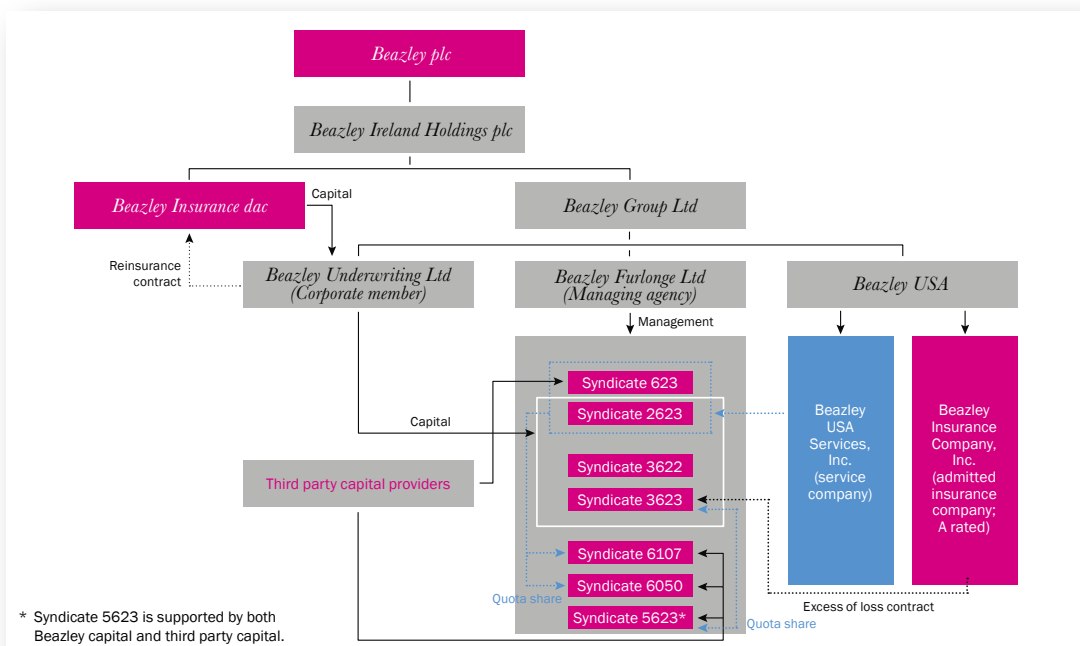 Beazley plc
Beazley Ireland Holdings plc
Beazley Insurance dac
Capital
Beazley Group Ltd
Reinsurance
contract
Beazley Underwriting Ltd
(Corporate member)
Beazley Furlonge Ltd
(Managing agency)
Beazley USA
Management
Syndicate 623
Syndicate 2623
Capital
Syndicate 3622
Third party capital providers
Syndicate 3623
Beazley
USA
Services,
Inc.
(service
company)
Beazley
Insurance
Company,
Inc.
(admitted
insurance
company;
A rated)
Syndicate 6107
Syndicate 6050
Quota share
Syndicate 5623*
Quota share
Excess of loss contract
* Syndicate 5623 is supported by both
Beazley capital and third party capital.